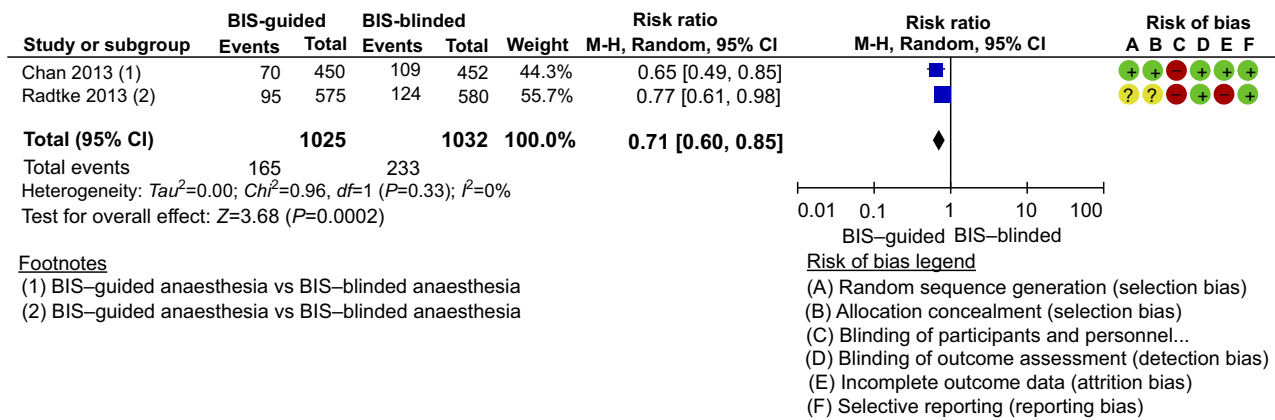 BIS-guided BIS-blinded Risk ratio Risk ratio Risk of bias
Study or subgroup Events Total Events Total Weight M-H, Random, 95% CI M-H, Random, 95% CI A B C D E F
Chan 2013 (1) 70 450 109 452 44.3% 0.65 [0.49, 0.85] + + − + + +
Radtke 2013 (2) 95 575 124 580 55.7% 0.77 [0.61, 0.98] ? ? − + − +
Total (95% CI) 1025 1032 100.0% 0.71 [0.60, 0.85]
Total events 165 233
Heterogeneity: Tau²=0.00; Chi²=0.96, df=1 (P=0.33); I²=0%
Test for overall effect: Z=3.68 (P=0.0002)
0.01 0.1 1 10 100
BIS–guided BIS–blinded
Footnotes
(1) BIS–guided anaesthesia vs BIS–blinded anaesthesia
(2) BIS–guided anaesthesia vs BIS–blinded anaesthesia
Risk of bias legend
(A) Random sequence generation (selection bias)
(B) Allocation concealment (selection bias)
(C) Blinding of participants and personnel...
(D) Blinding of outcome assessment (detection bias)
(E) Incomplete outcome data (attrition bias)
(F) Selective reporting (reporting bias)